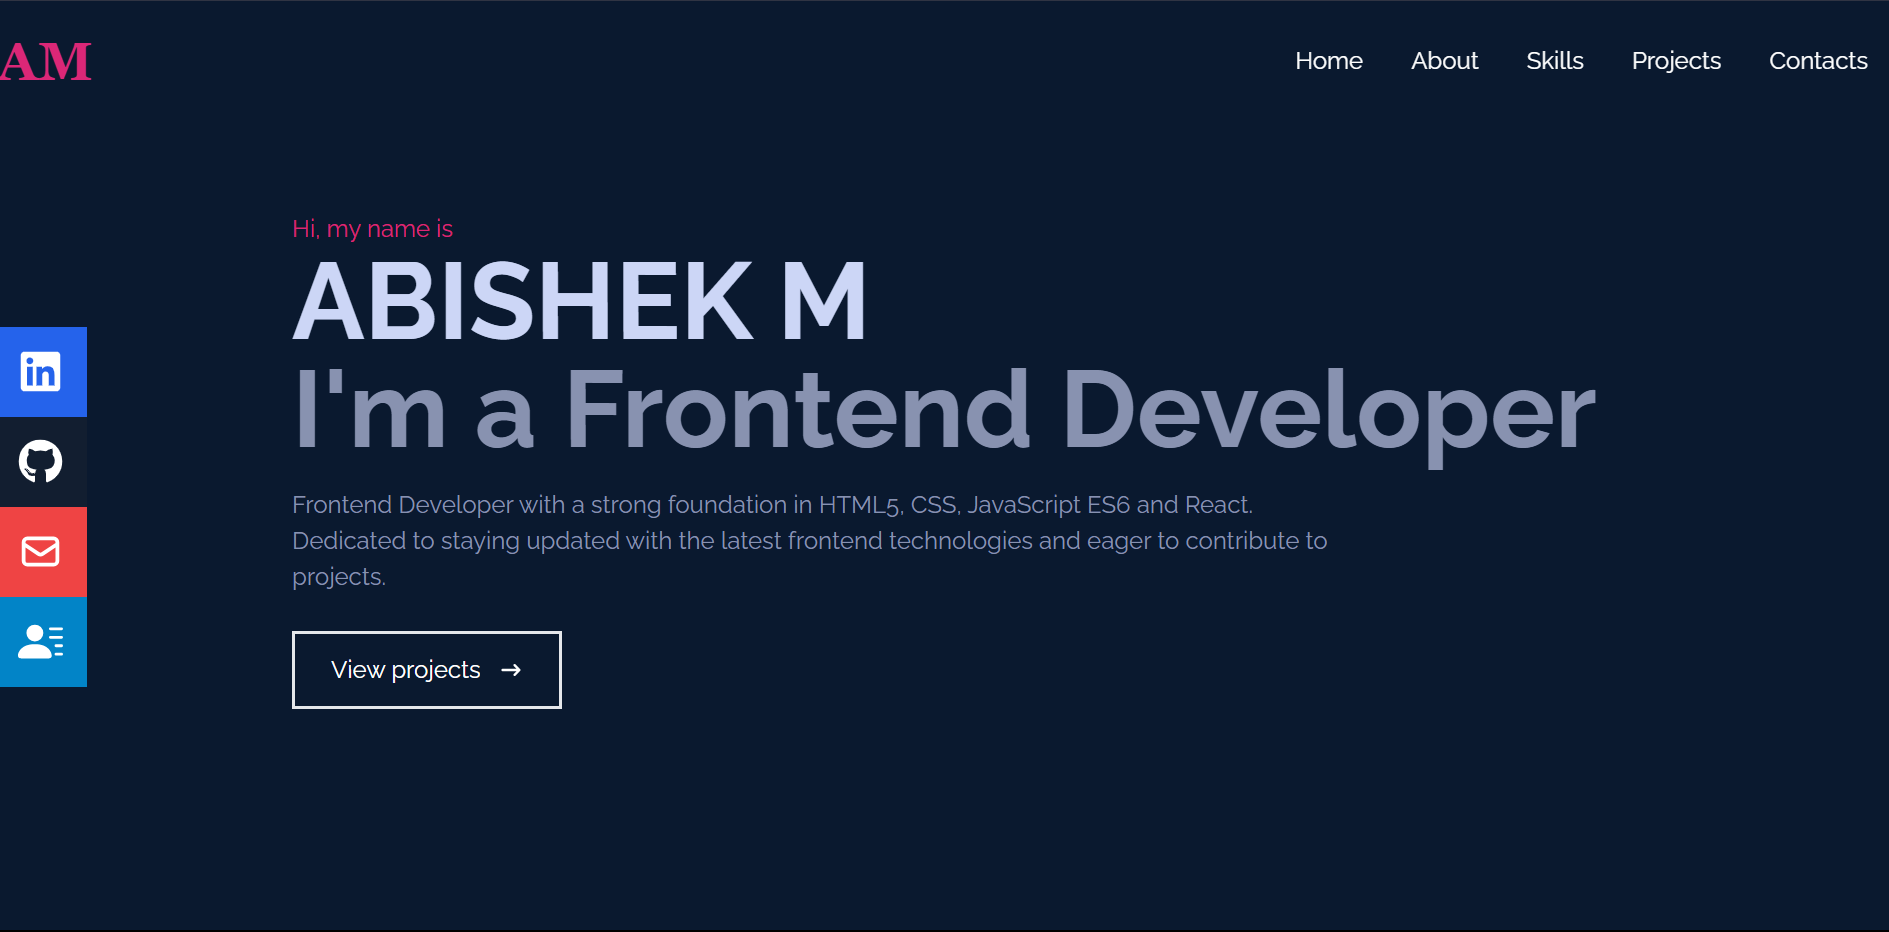 AM
Home About Skills Projects Contacts
Hi, my name is
ABISHEK M
I'm a Frontend Developer
in
Frontend Developer with a strong foundation in HTML5, CSS, JavaScript ES6 and React.
Dedicated to staying updated with the latest frontend technologies and eager to contribute to
projects.
View projects →